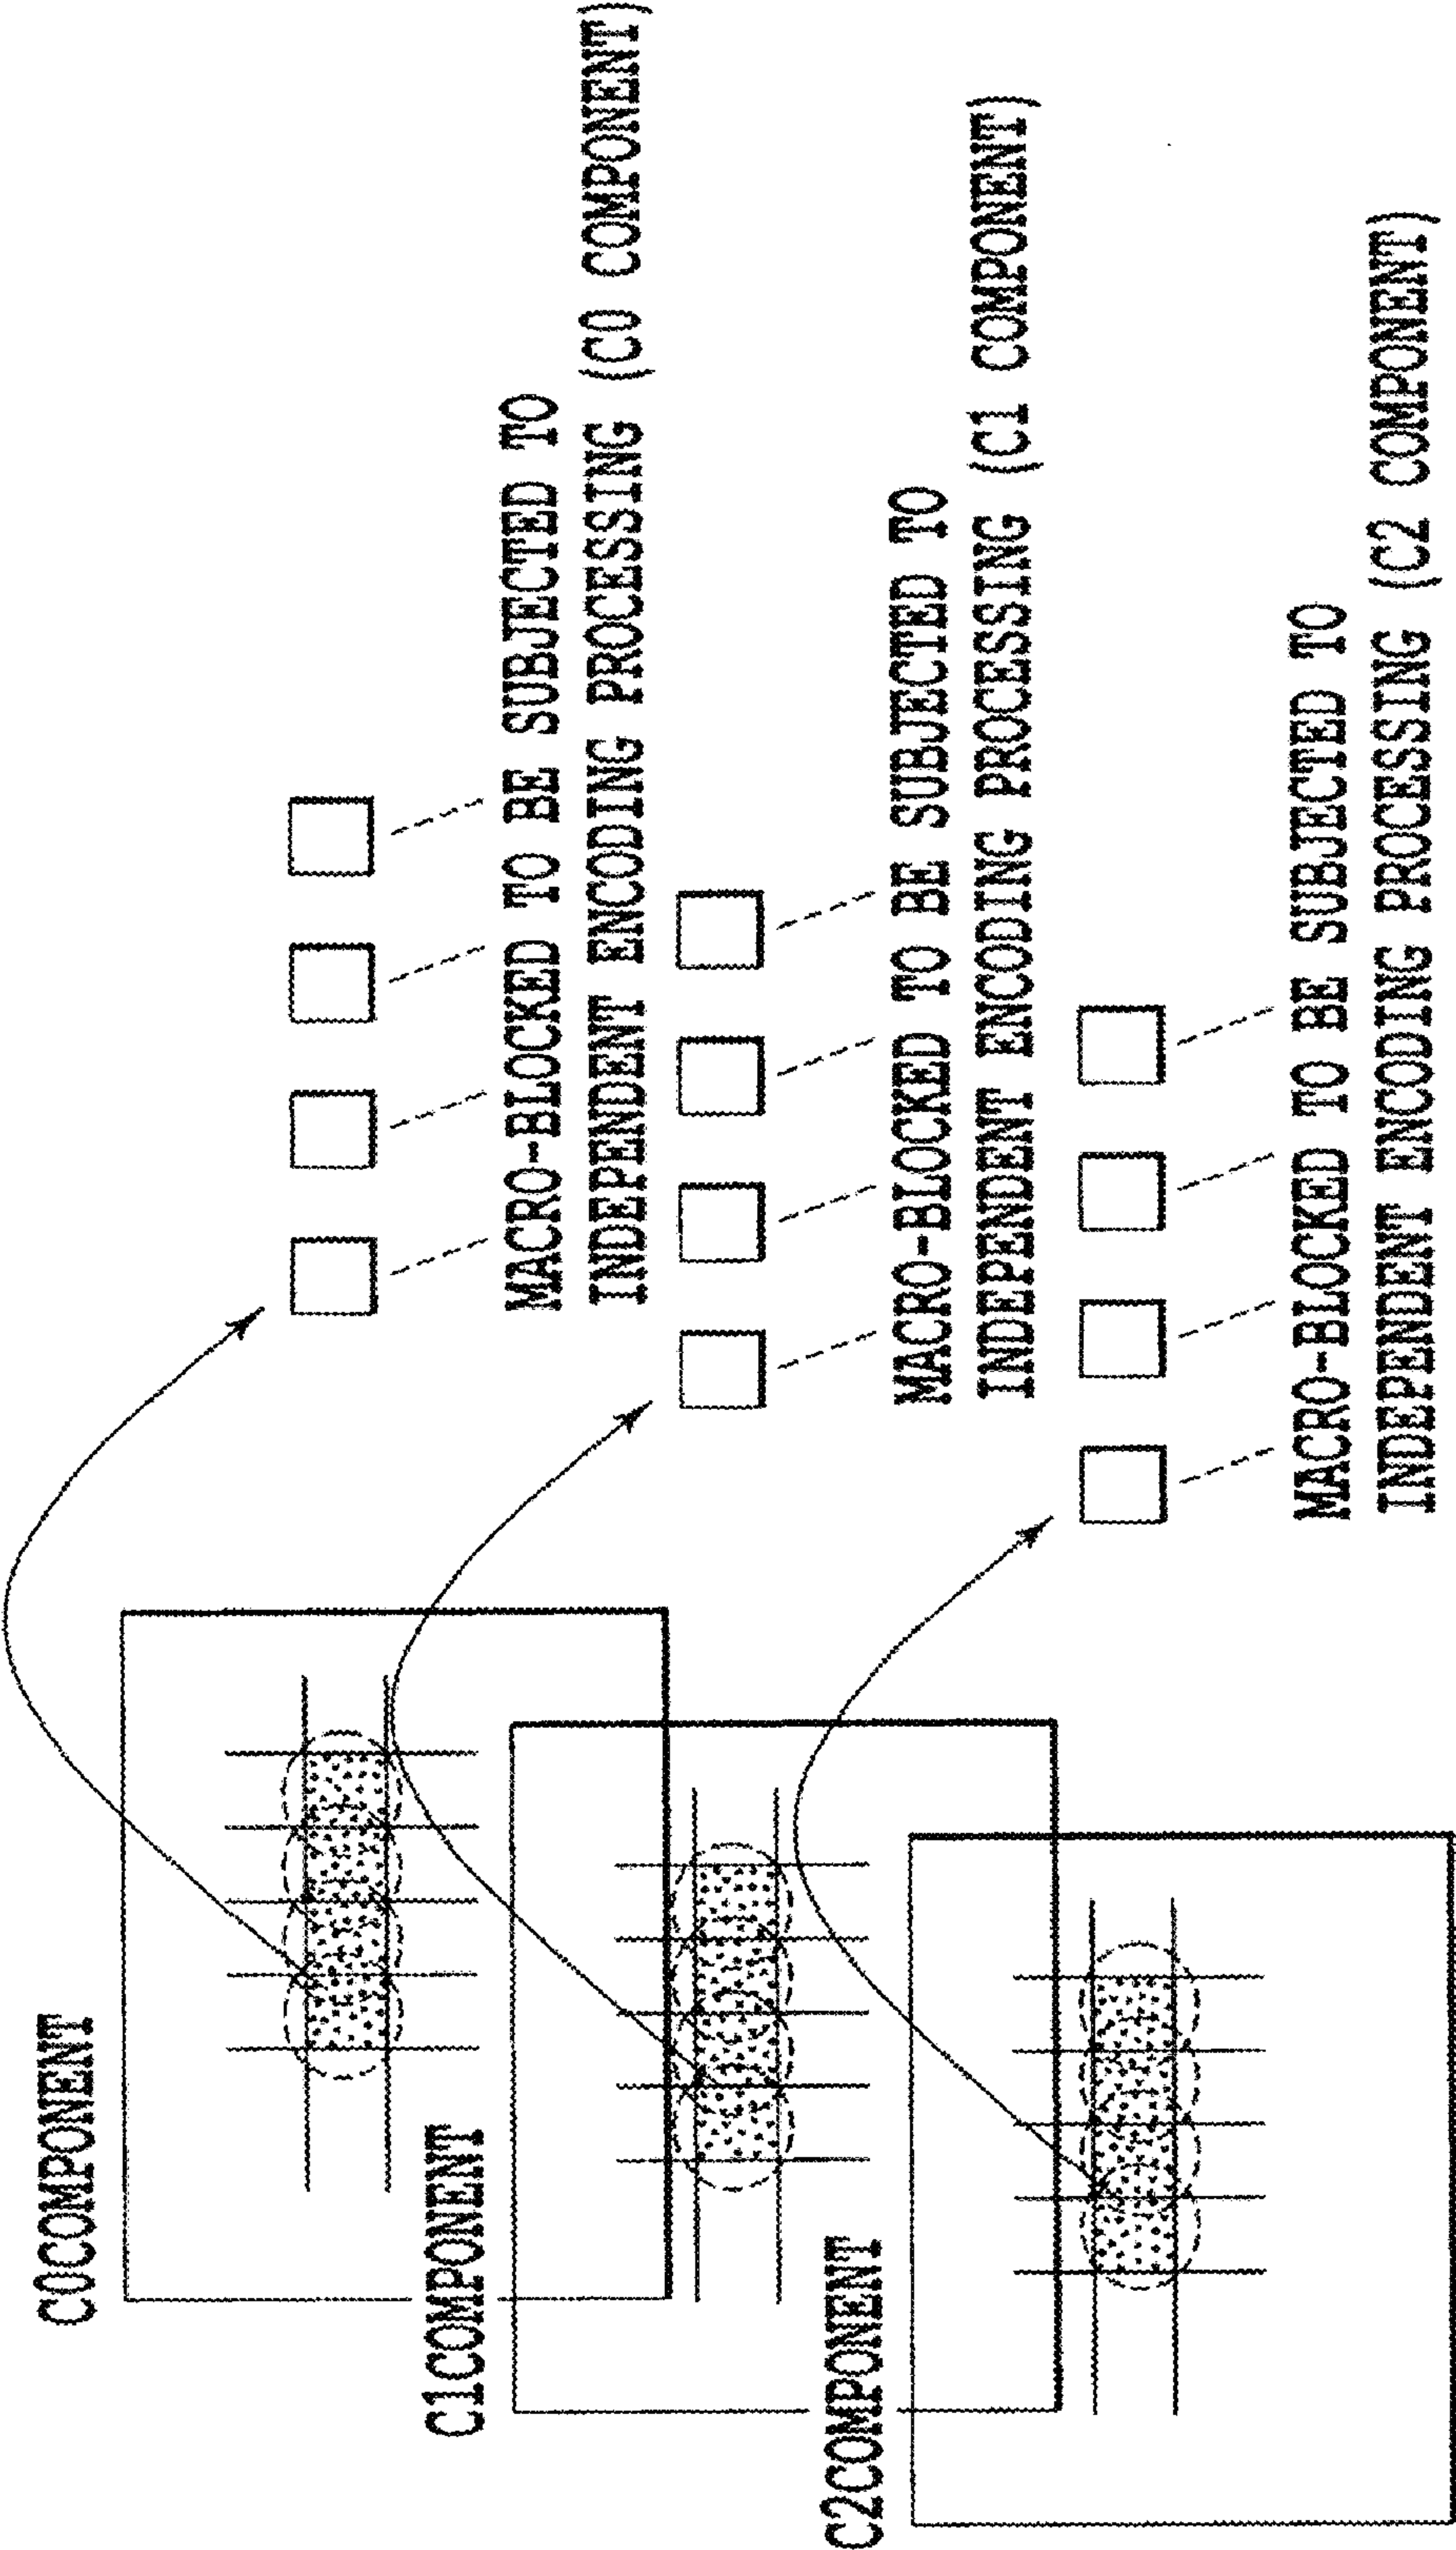 C0COMPONENT
MACRO-BLOCKED TO BE SUBJECTED TO
INDEPENDENT ENCODING PROCESSING (C0 COMPONENT)
C1COMPONENT
MACRO-BLOCKED TO BE SUBJECTED TO
INDEPENDENT ENCODING PROCESSING (C1 COMPONENT)
C2COMPONENT
MACRO-BLOCKED TO BE SUBJECTED TO
INDEPENDENT ENCODING PROCESSING (C2 COMPONENT)